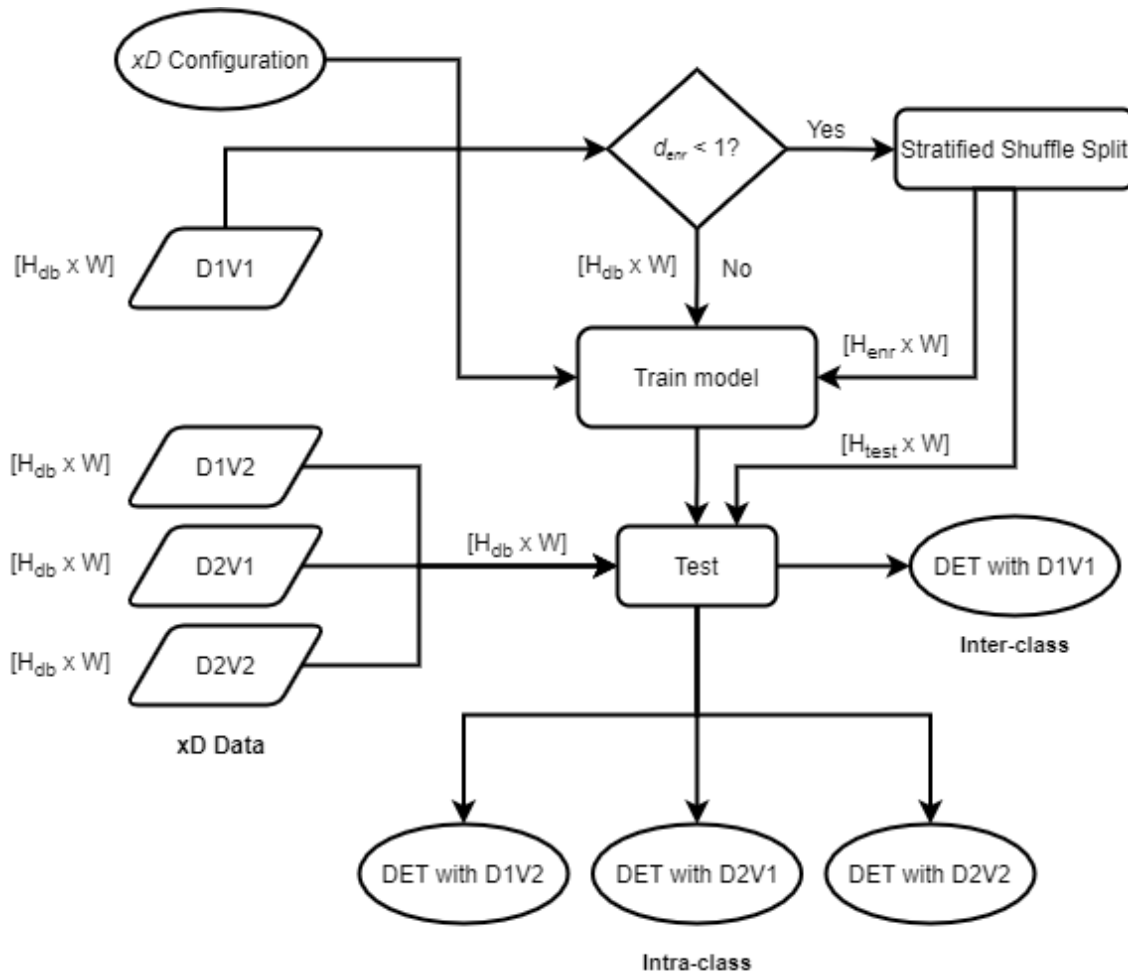 xD Configuration
d_enr < 1?
Yes
Stratified Shuffle Split
[H_db x W]
D1V1
[H_db x W]
No
Train model
[H_enr x W]
[H_db x W]
D1V2
[H_test x W]
[H_db x W]
D2V1
[H_db x W]
Test
DET with D1V1
Inter-class
[H_db x W]
D2V2
xD Data
DET with D1V2
DET with D2V1
DET with D2V2
Intra-class